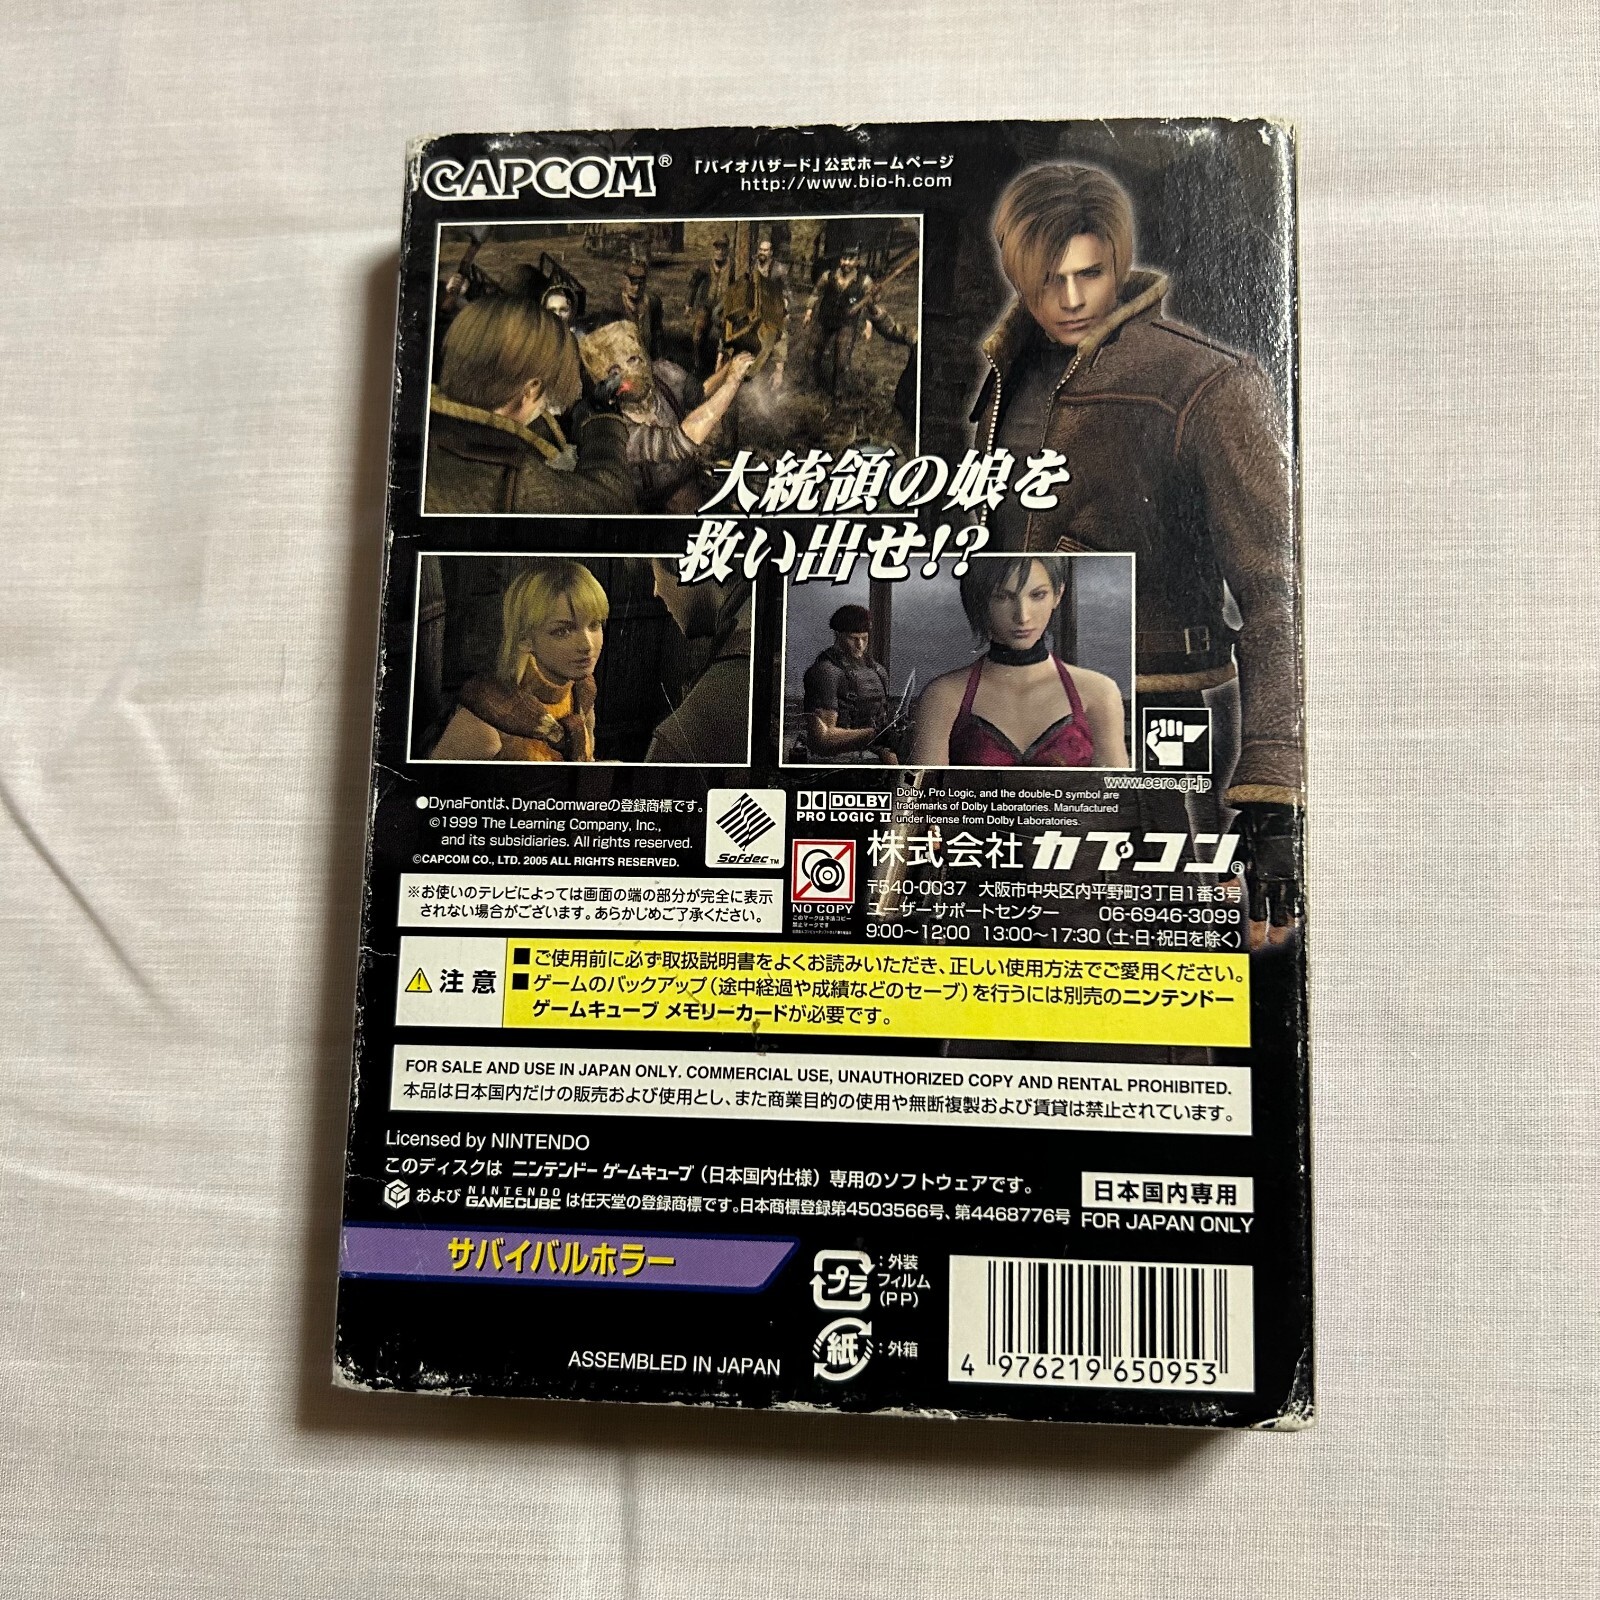 CAPCOM®
「バイオハザード」公式ホームページ
http://www.bio-h.com
大統領の娘を
救い出せ!?
www.cero.gr.jp
●DynaFontは、DynaComwareの登録商標です。
©1999 The Learning Company, Inc.,
and its subsidiaries. All rights reserved.
©CAPCOM CO., LTD. 2005 ALL RIGHTS RESERVED.
Sofdec™
DOLBY
PRO LOGIC II
Dolby, Pro Logic, and the double-D symbol are
trademarks of Dolby Laboratories. Manufactured
under license from Dolby Laboratories.
NO COPY
株式会社カプコン®
〒540-0037 大阪市中央区内平野町3丁目1番3号
ユーザーサポートセンター 06-6946-3099
9:00~12:00 13:00~17:30(土・日・祝日を除く)
※お使いのテレビによっては画面の端の部分が完全に表示
されない場合がございます。あらかじめご了承ください。
注意
■ご使用前に必ず取扱説明書をよくお読みいただき、正しい使用方法でご愛用ください。
■ゲームのバックアップ(途中経過や成績などのセーブ)を行うには別売のニンテンドー
ゲームキューブ メモリーカードが必要です。
FOR SALE AND USE IN JAPAN ONLY. COMMERCIAL USE, UNAUTHORIZED COPY AND RENTAL PROHIBITED.
本品は日本国内だけの販売および使用とし、また商業目的の使用や無断複製および賃貸は禁止されています。
Licensed by NINTENDO
このディスクは ニンテンドー ゲームキューブ(日本国内仕様)専用のソフトウェアです。
および NINTENDO GAMECUBE は任天堂の登録商標です。日本商標登録第4503566号、第4468776号
日本国内専用
FOR JAPAN ONLY
サバイバルホラー
プラ :外装
フィルム
(PP)
紙 :外箱
ASSEMBLED IN JAPAN
4 976219 650953